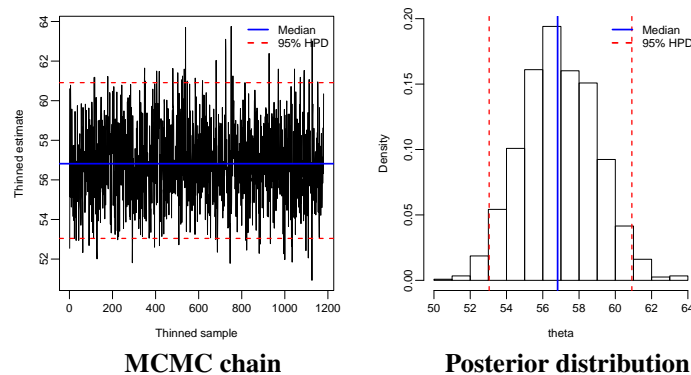 Median
95% HPD
Thinned estimate
64
62
60
58
56
54
52
0 200 400 600 800 1000 1200
Thinned sample
MCMC chain
Median
95% HPD
Density
0.20
0.15
0.10
0.05
0.00
50 52 54 56 58 60 62 64
theta
Posterior distribution